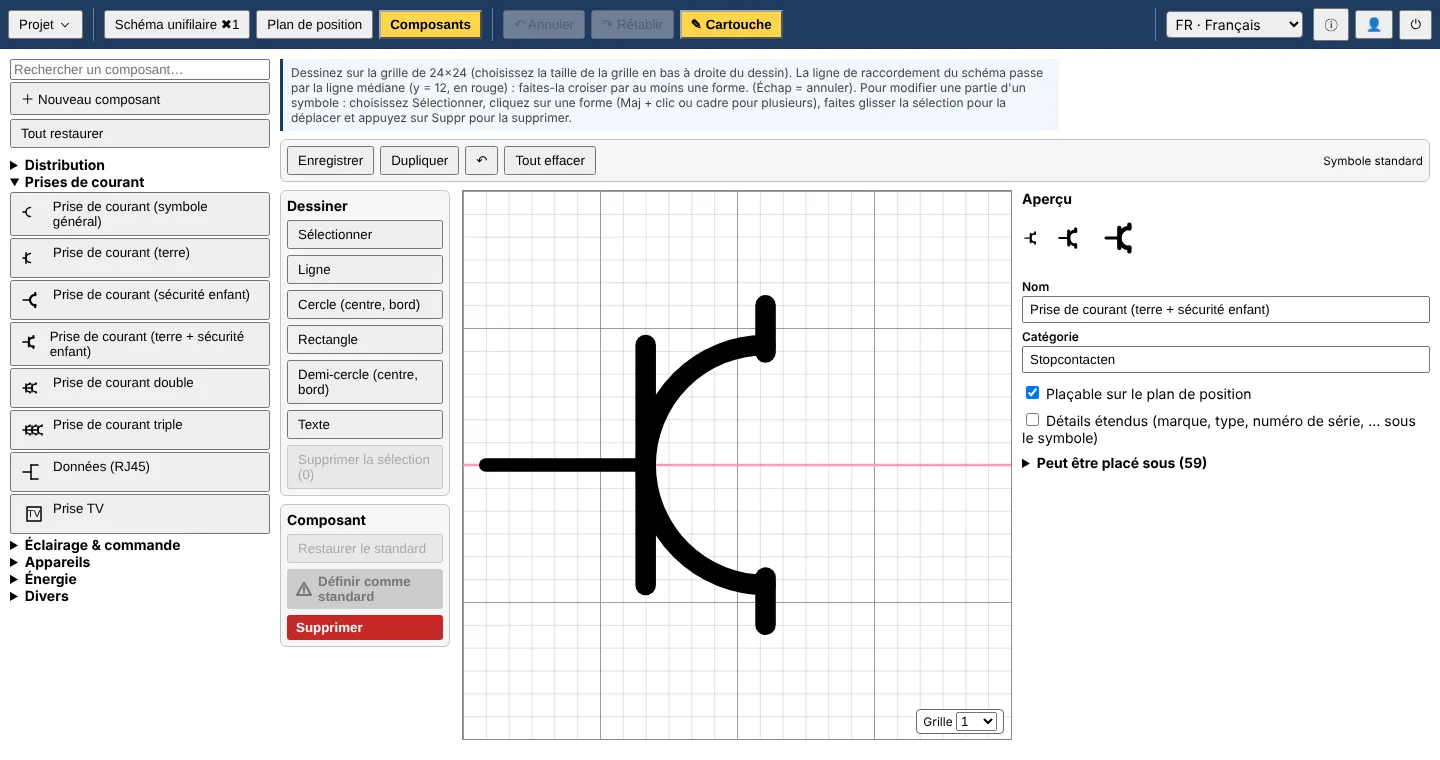 Projet
Schéma unifilaire ✖1
Plan de position
Composants
↶ Annuler
↷ Rétablir
✎ Cartouche
FR · Français
ⓘ
Rechercher un composant…
+ Nouveau composant
Tout restaurer
Distribution
Prises de courant
Prise de courant (symbole
général)
Prise de courant (terre)
Prise de courant (sécurité enfant)
Prise de courant (terre + sécurité
enfant)
Prise de courant double
Prise de courant triple
Données (RJ45)
TV Prise TV
Éclairage & commande
Appareils
Énergie
Divers
Dessinez sur la grille de 24×24 (choisissez la taille de la grille en bas à droite du dessin). La ligne de raccordement du schéma passe
par la ligne médiane (y = 12, en rouge) : faites-la croiser par au moins une forme. (Échap = annuler). Pour modifier une partie d'un
symbole : choisissez Sélectionner, cliquez sur une forme (Maj + clic ou cadre pour plusieurs), faites glisser la sélection pour la
déplacer et appuyez sur Suppr pour la supprimer.
Enregistrer
Dupliquer
↶
Tout effacer
Symbole standard
Dessiner
Sélectionner
Ligne
Cercle (centre, bord)
Rectangle
Demi-cercle (centre,
bord)
Texte
Supprimer la sélection
(0)
Composant
Restaurer le standard
Définir comme
standard
Supprimer
Grille 1
Aperçu
Nom
Prise de courant (terre + sécurité enfant)
Catégorie
Stopcontacten
Plaçable sur le plan de position
Détails étendus (marque, type, numéro de série, … sous
le symbole)
Peut être placé sous (59)